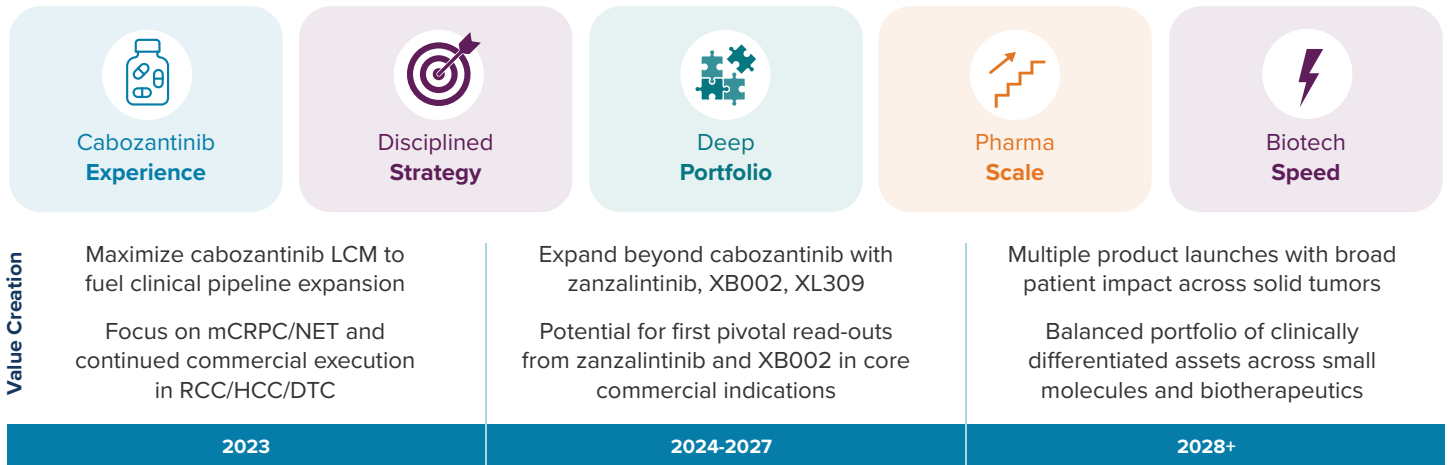 Cabozantinib
Experience
Disciplined
Strategy
Deep
Portfolio
Pharma
Scale
Biotech
Speed
Value Creation
Maximize cabozantinib LCM to
fuel clinical pipeline expansion
Focus on mCRPC/NET and
continued commercial execution
in RCC/HCC/DTC
Expand beyond cabozantinib with
zanzalintinib, XB002, XL309
Potential for first pivotal read-outs
from zanzalintinib and XB002 in core
commercial indications
Multiple product launches with broad
patient impact across solid tumors
Balanced portfolio of clinically
differentiated assets across small
molecules and biotherapeutics
2023
2024-2027
2028+